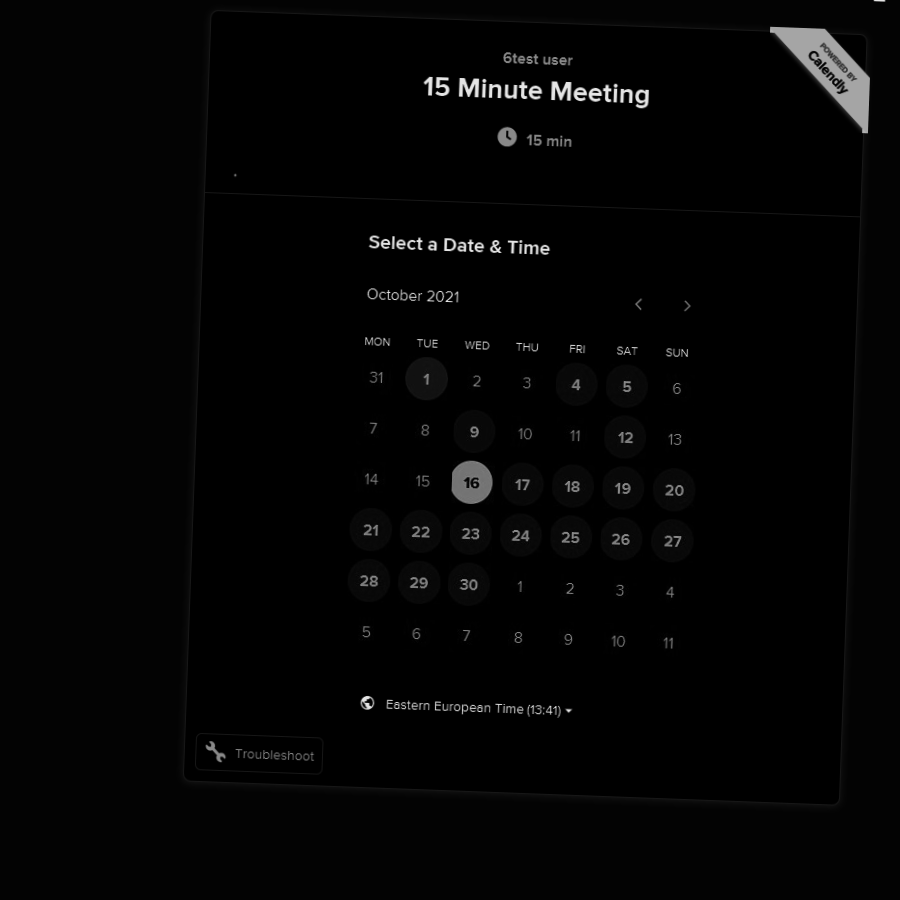 POWERED BY
Calendly
6test user
15 Minute Meeting
15 min
Select a Date & Time
October 2021
MON TUE WED THU FRI SAT SUN
31 1 2 3 4 5 6
7 8 9 10 11 12 13
14 15 16 17 18 19 20
21 22 23 24 25 26 27
28 29 30 1 2 3 4
5 6 7 8 9 10 11
Eastern European Time (13:41)
Troubleshoot